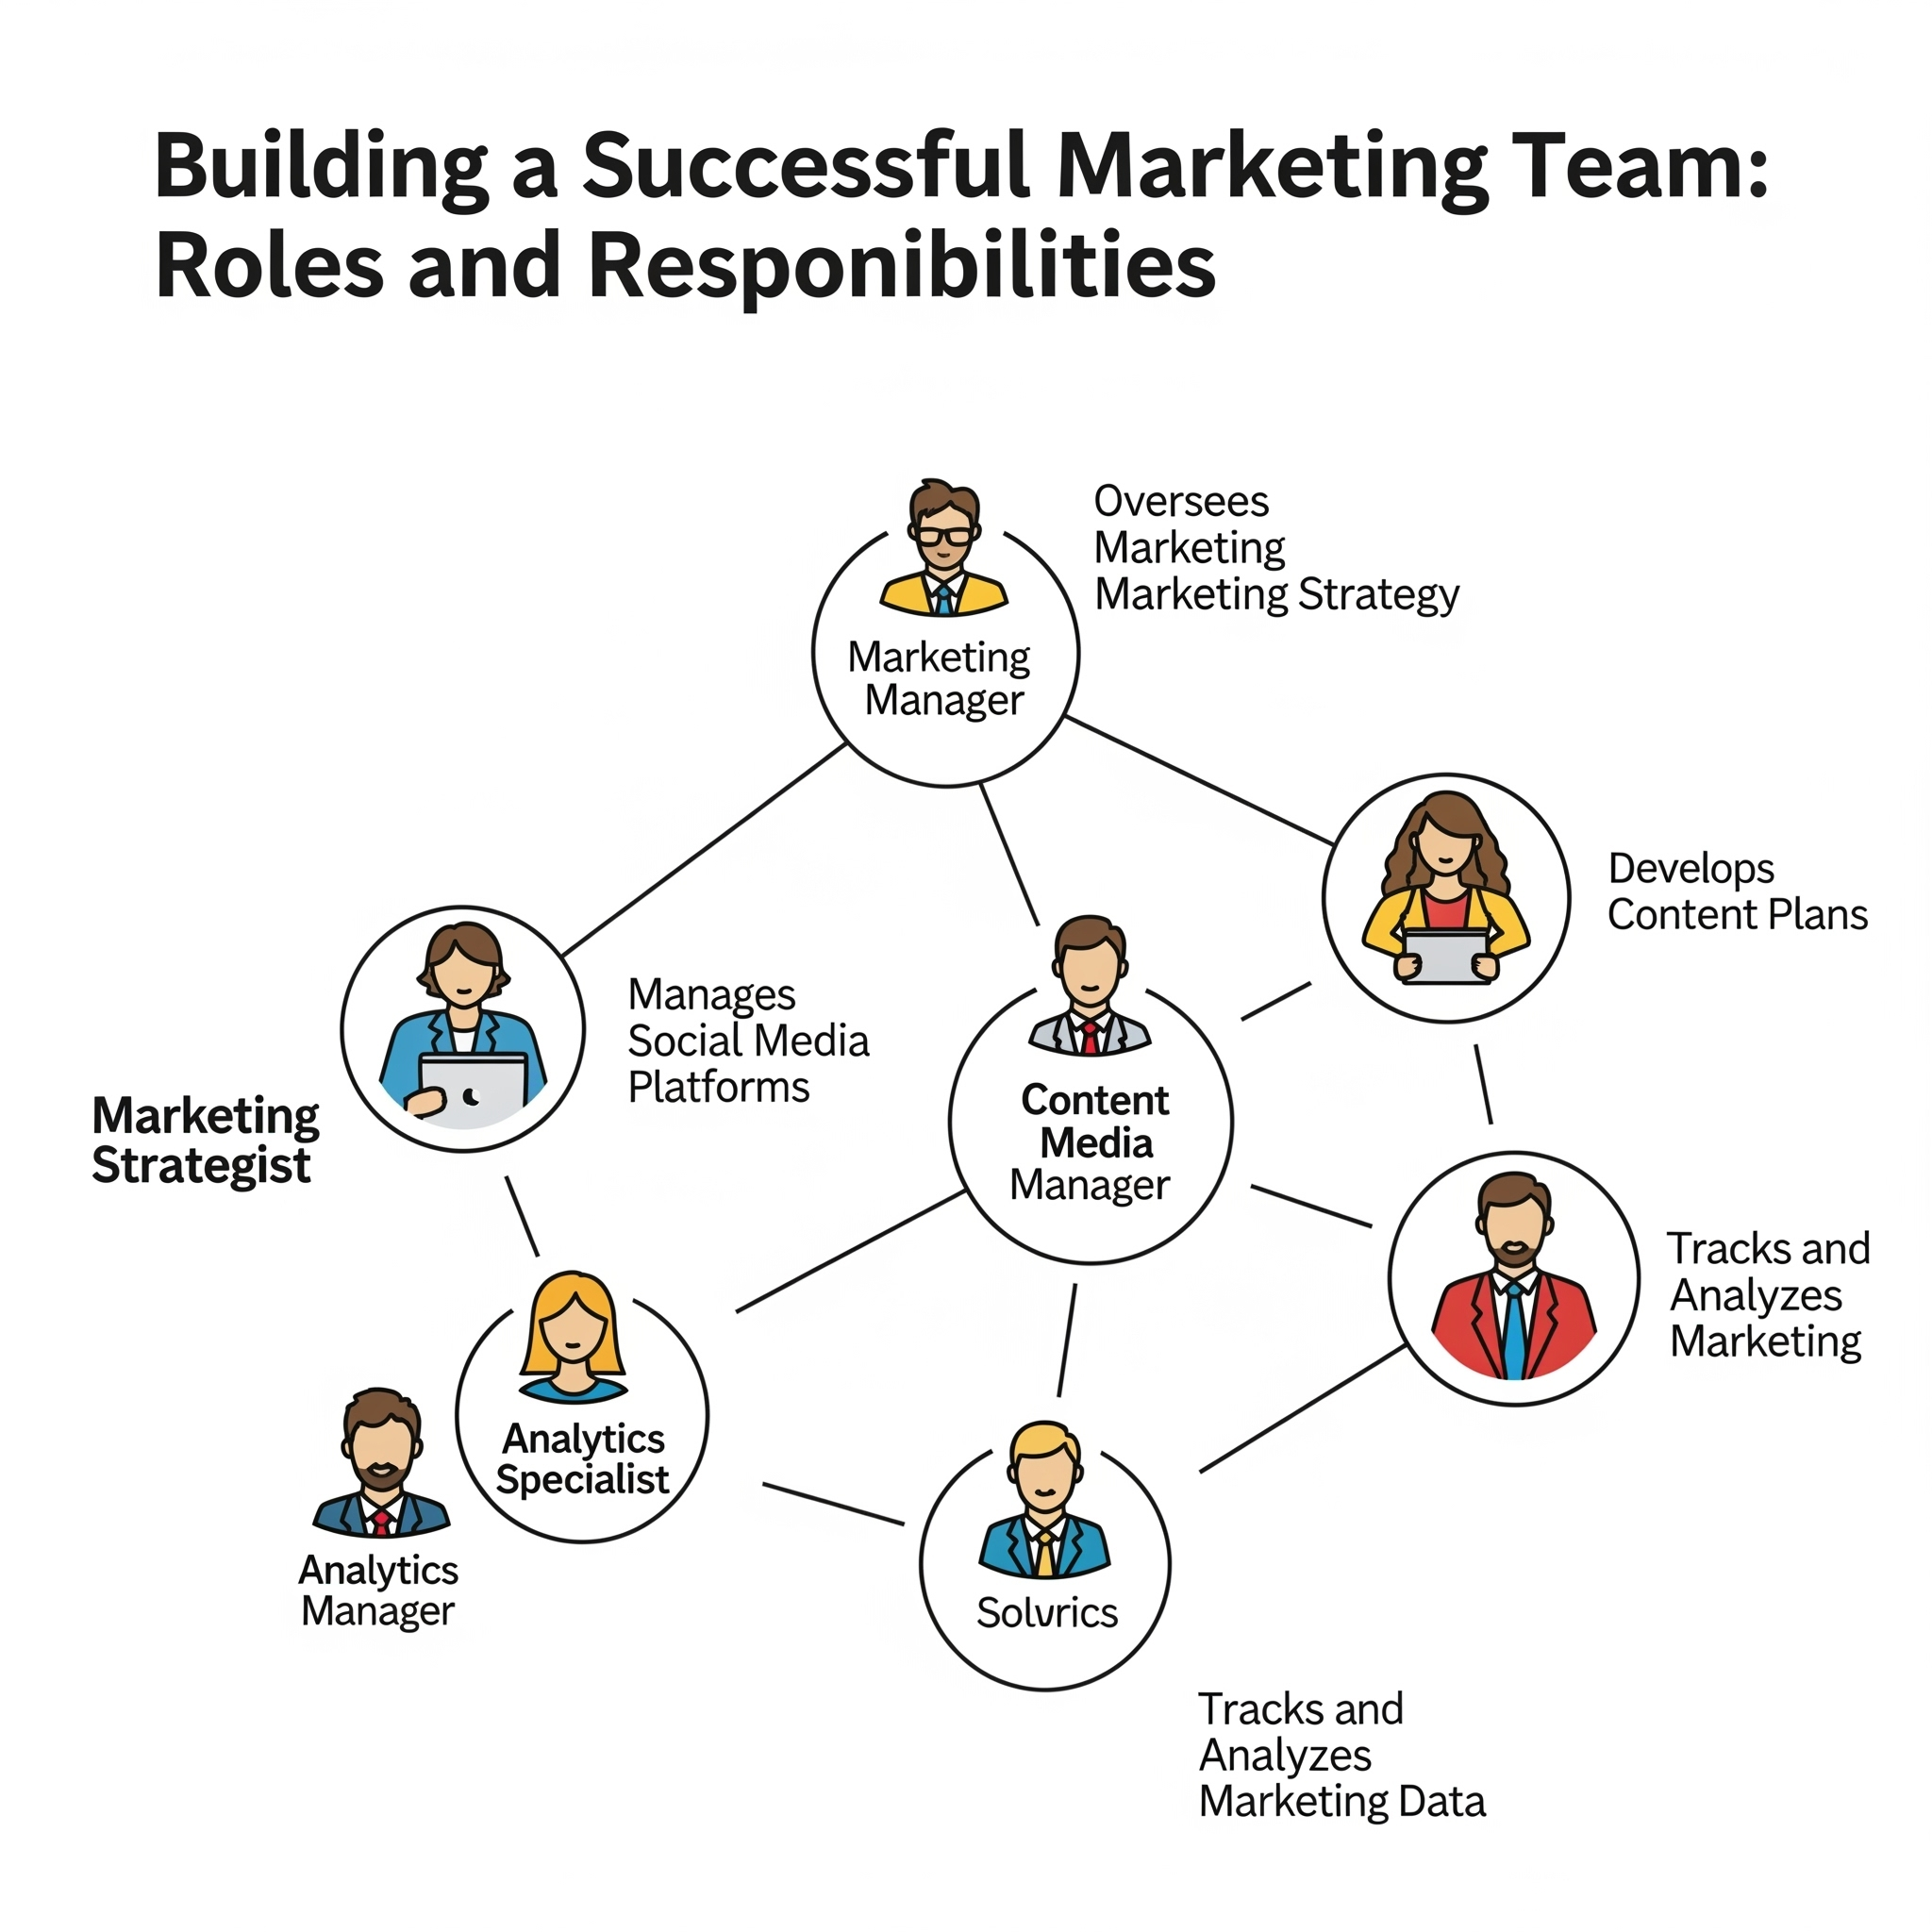 Building a Successful Marketing Team:
Roles and Responibilities
Oversees
Marketing
Marketing Strategy
Marketing
Manager
Develops
Content Plans
Manages
Social Media
Platforms
Marketing
Strategist
Content
Media
Manager
Tracks and
Analyzes
Marketing
Analytics
Specialist
Analytics
Manager
Solvrics
Tracks and
Analyzes
Marketing Data